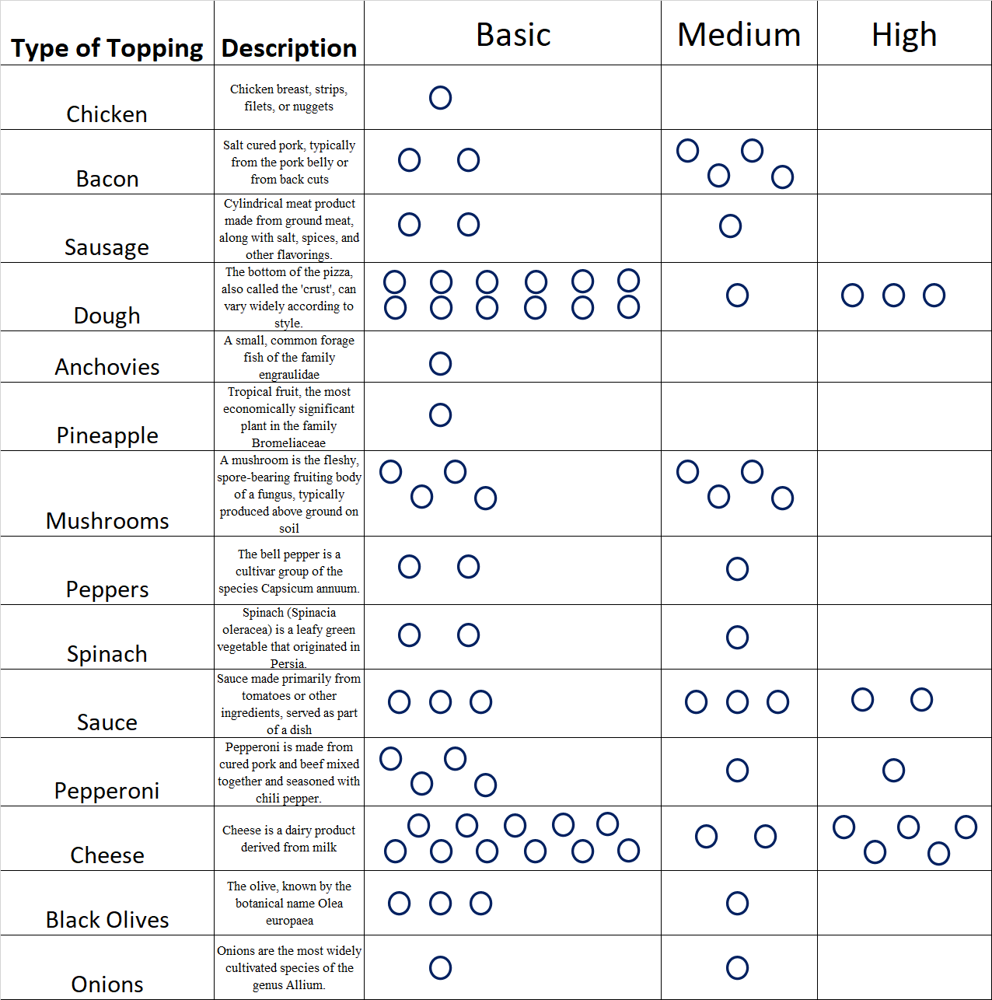 Type of Topping Description Basic Medium High
Chicken
Chicken breast, strips,
filets, or nuggets
Bacon
Salt cured pork, typically
from the pork belly or
from back cuts
Sausage
Cylindrical meat product
made from ground meat,
along with salt, spices, and
other flavorings.
Dough
The bottom of the pizza,
also called the 'crust', can
vary widely according to
style.
Anchovies
A small, common forage
fish of the family
engraulidae
Pineapple
Tropical fruit, the most
economically significant
plant in the family
Bromeliaceae
Mushrooms
A mushroom is the fleshy,
spore-bearing fruiting body
of a fungus, typically
produced above ground on
soil
Peppers
The bell pepper is a
cultivar group of the
species Capsicum annuum.
Spinach
Spinach (Spinacia
oleracea) is a leafy green
vegetable that originated in
Persia.
Sauce
Sauce made primarily from
tomatoes or other
ingredients, served as part
of a dish
Pepperoni
Pepperoni is made from
cured pork and beef mixed
together and seasoned with
chili pepper.
Cheese
Cheese is a dairy product
derived from milk
Black Olives
The olive, known by the
botanical name Olea
europaea
Onions
Onions are the most widely
cultivated species of the
genus Allium.